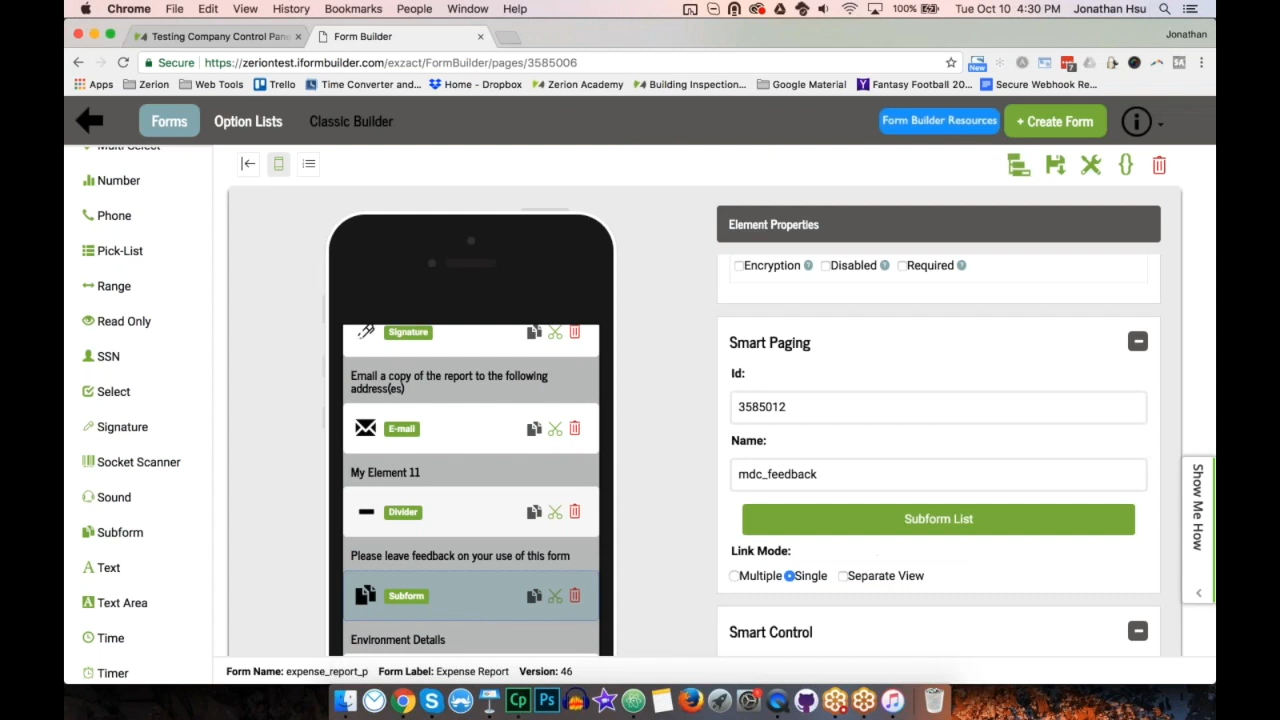 Chrome File Edit View History Bookmarks People Window Help 100% Tue Oct 10 4:30 PM Jonathan Hsu
Testing Company Control Pane Form Builder Jonathan
Secure https://zeriontest.iformbuilder.com/exzact/FormBuilder/pages/3585006 New 7
Apps Zerion Web Tools Trello Time Converter and... Home - Dropbox Zerion Academy Building Inspection... Google Material Fantasy Football 20... Secure Webhook Re...
Forms Option Lists Classic Builder Form Builder Resources + Create Form
Multi-Select
Number
Phone
Pick-List
Range
Read Only
SSN
Select
Signature
Socket Scanner
Sound
Subform
Text
Text Area
Time
Timer
Signature
Email a copy of the report to the following
address(es)
E-mail
My Element 11
Divider
Please leave feedback on your use of this form
Subform
Environment Details
Element Properties
Encryption ? Disabled ? Required ?
Smart Paging
Id:
3585012
Name:
mdc_feedback
Subform List
Link Mode:
Multiple Single Separate View
Smart Control
Show Me How
Form Name: expense_report_p Form Label: Expense Report Version: 46
Cp Ps